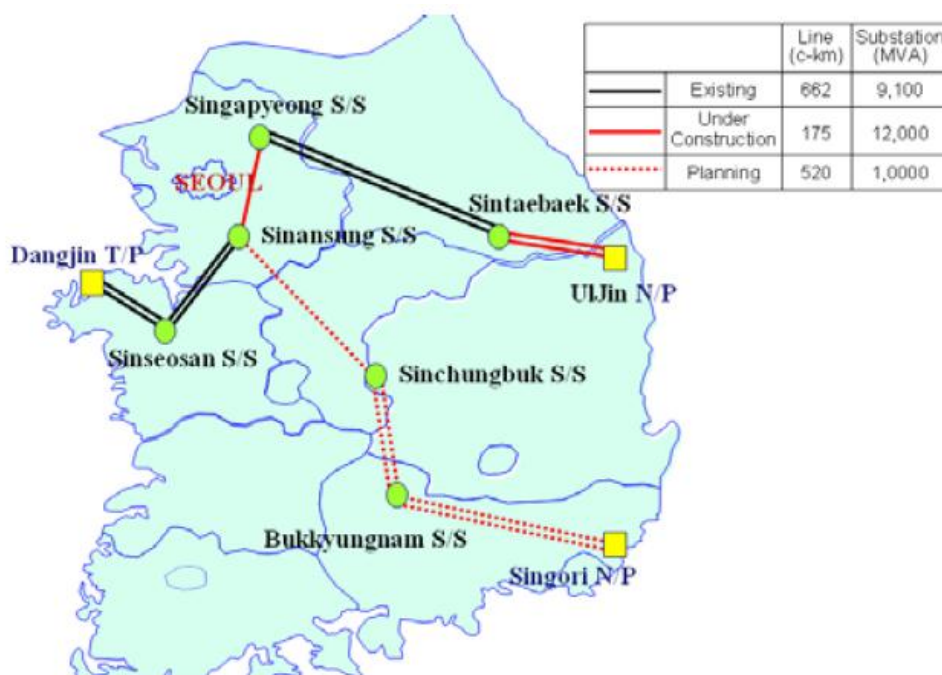 Line
(c-km)
Substation
(MVA)
Existing
662
9,100
Under
Construction
175
12,000
Planning
520
1,0000
Singapyeong S/S
SEOUL
Sintaebaek S/S
Sinansung S/S
Dangjin T/P
UlJin N/P
Sinseosan S/S
Sinchungbuk S/S
Bukkyungnam S/S
Singori N/P